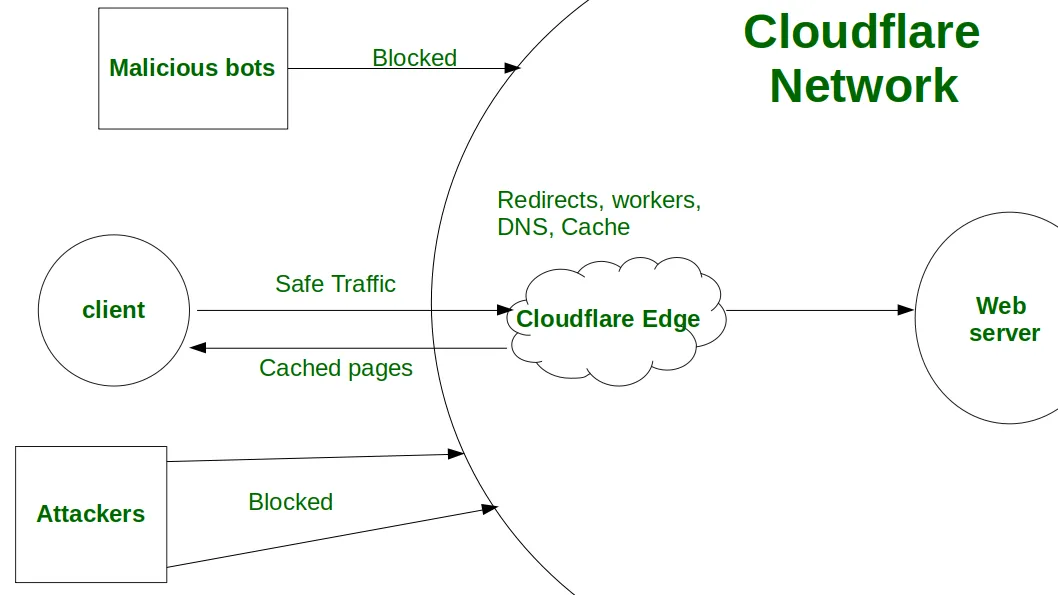 Cloudflare
Network
Malicious bots
Blocked
Redirects, workers,
DNS, Cache
client
Safe Traffic
Cloudflare Edge
Web
server
Cached pages
Attackers
Blocked